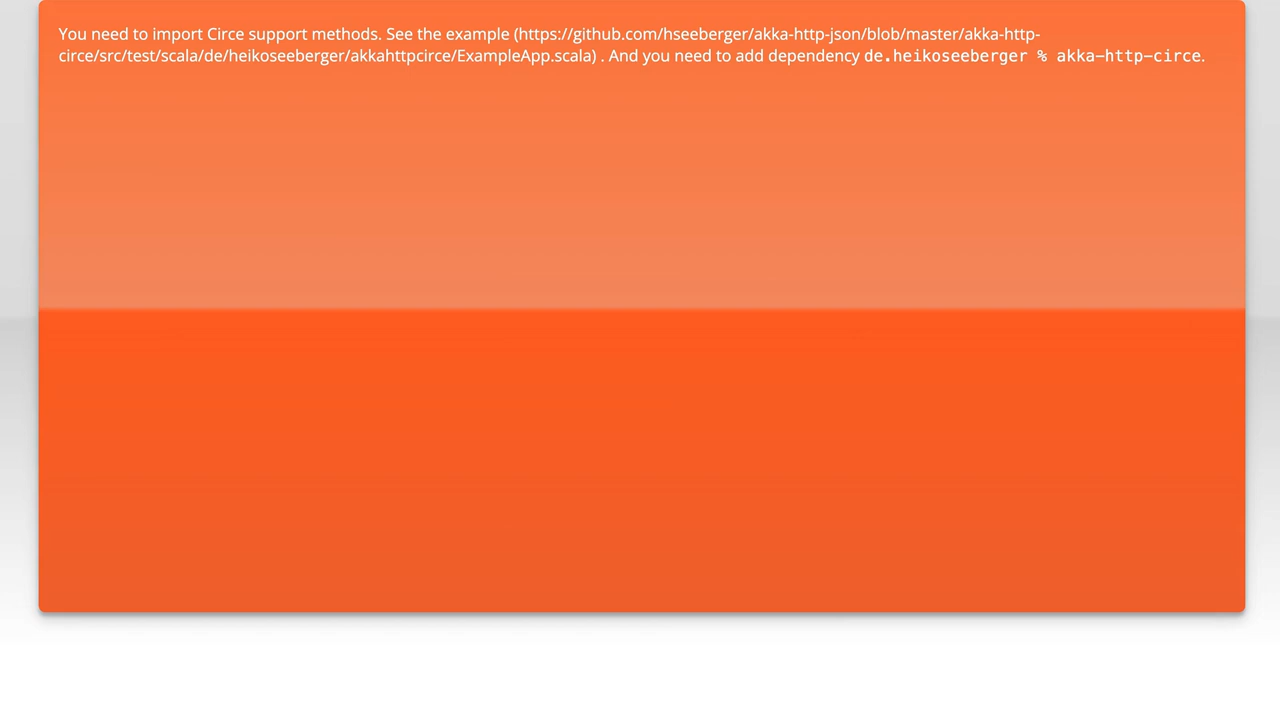 You need to import Circe support methods. See the example (https://github.com/hseeberger/akka-http-json/blob/master/akka-http-
circe/src/test/scala/de/heikoseeberger/akkahttpcirce/ExampleApp.scala) . And you need to add dependency de.heikoseeberger % akka-http-circe.